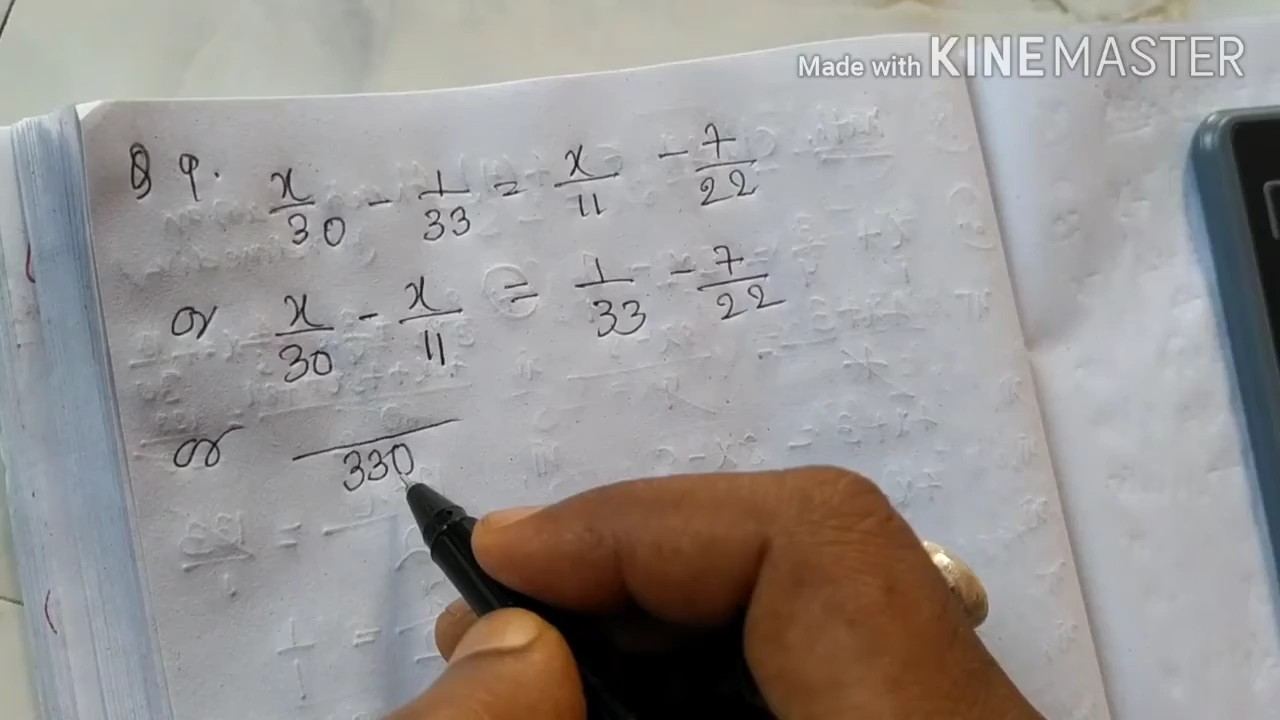 Made with KINEMASTER
Q 9. x/30 - 1/33 = x/11 - 7/22
or x/30 - x/11 = 1/33 - 7/22
or /330